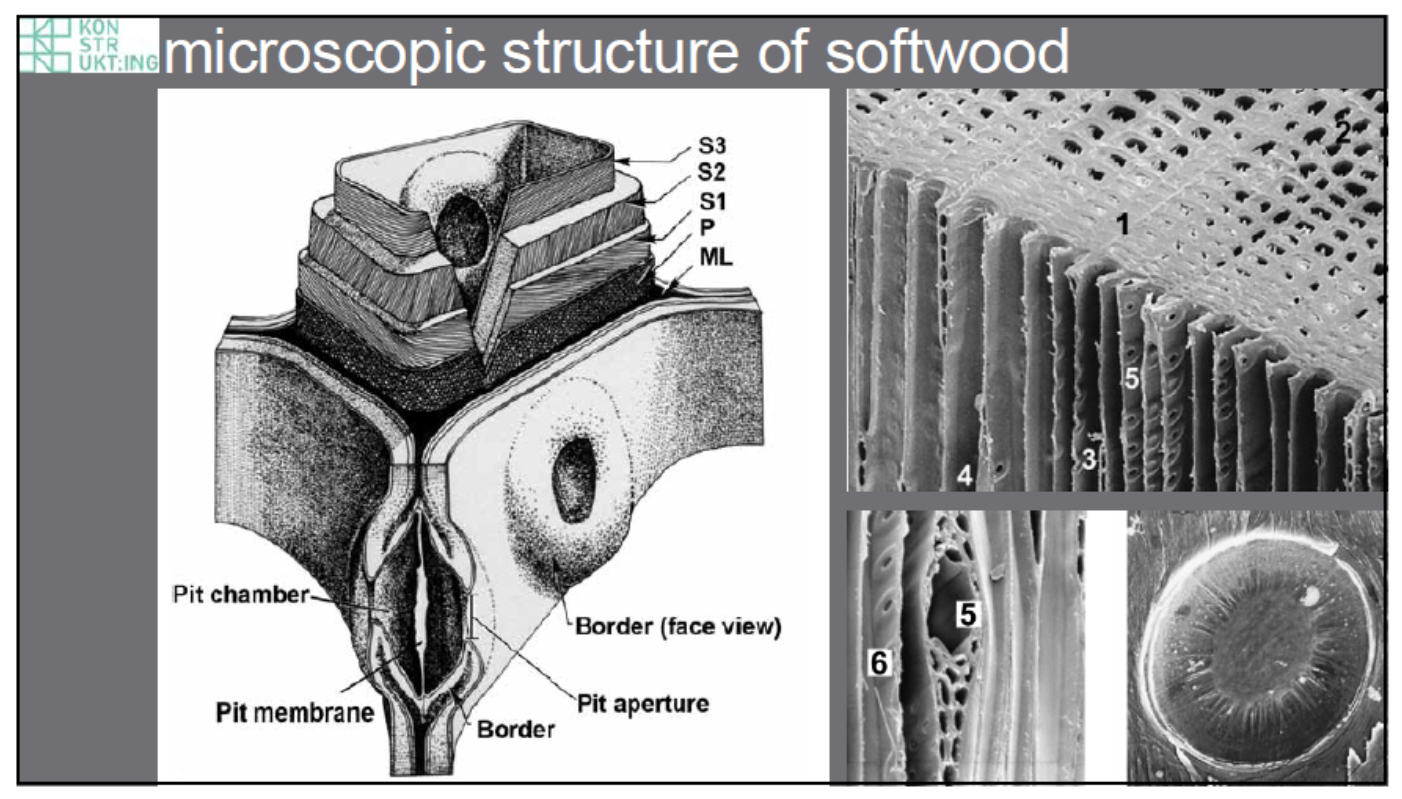 KON
STR
UKT:ING
microscopic structure of softwood
S3
S2
S1
P
ML
Pit chamber
Border (face view)
Pit membrane
Pit aperture
Border
2
1
5
3
4
5
6